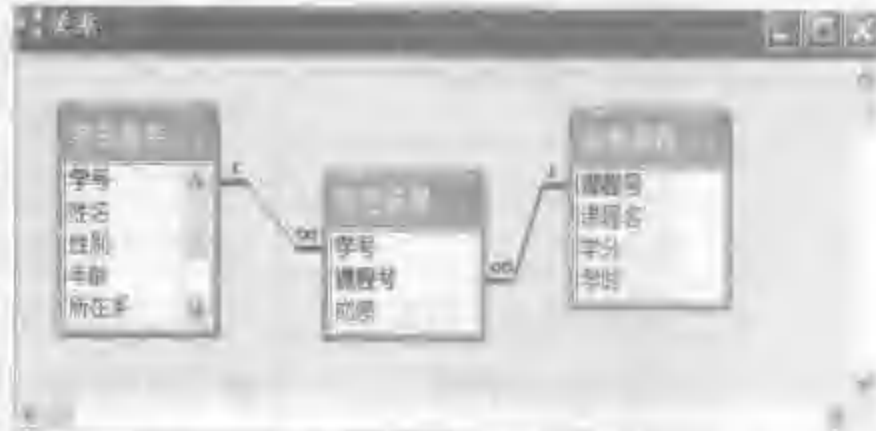 关系
学号
姓名
性别
年龄
所在系
1
∞
学号
课程号
成绩
∞
1
课程号
课程名
学分
学时